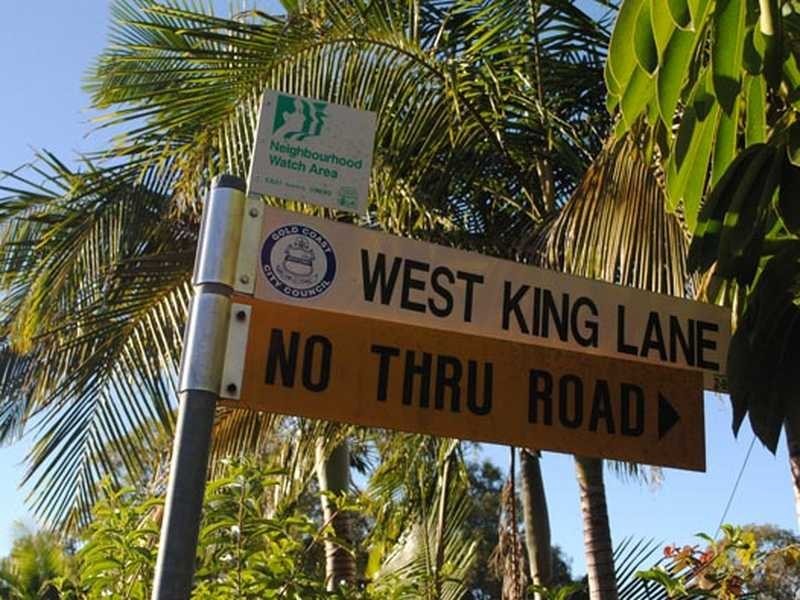 Neighbourhood
Watch Area
GOLD COAST
CITY COUNCIL
WEST KING LANE
NO THRU ROAD